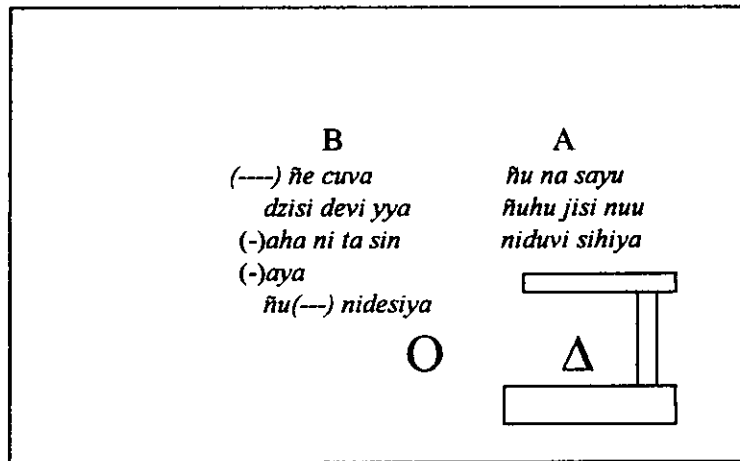 B
(----) ñe cuva
dzisi devi yya
(-)aha ni ta sin
(-)aya
ñu(---) nidesiya
A
ñu na sayu
ñuhu jisi nuu
niduvi sihiya
O
Δ